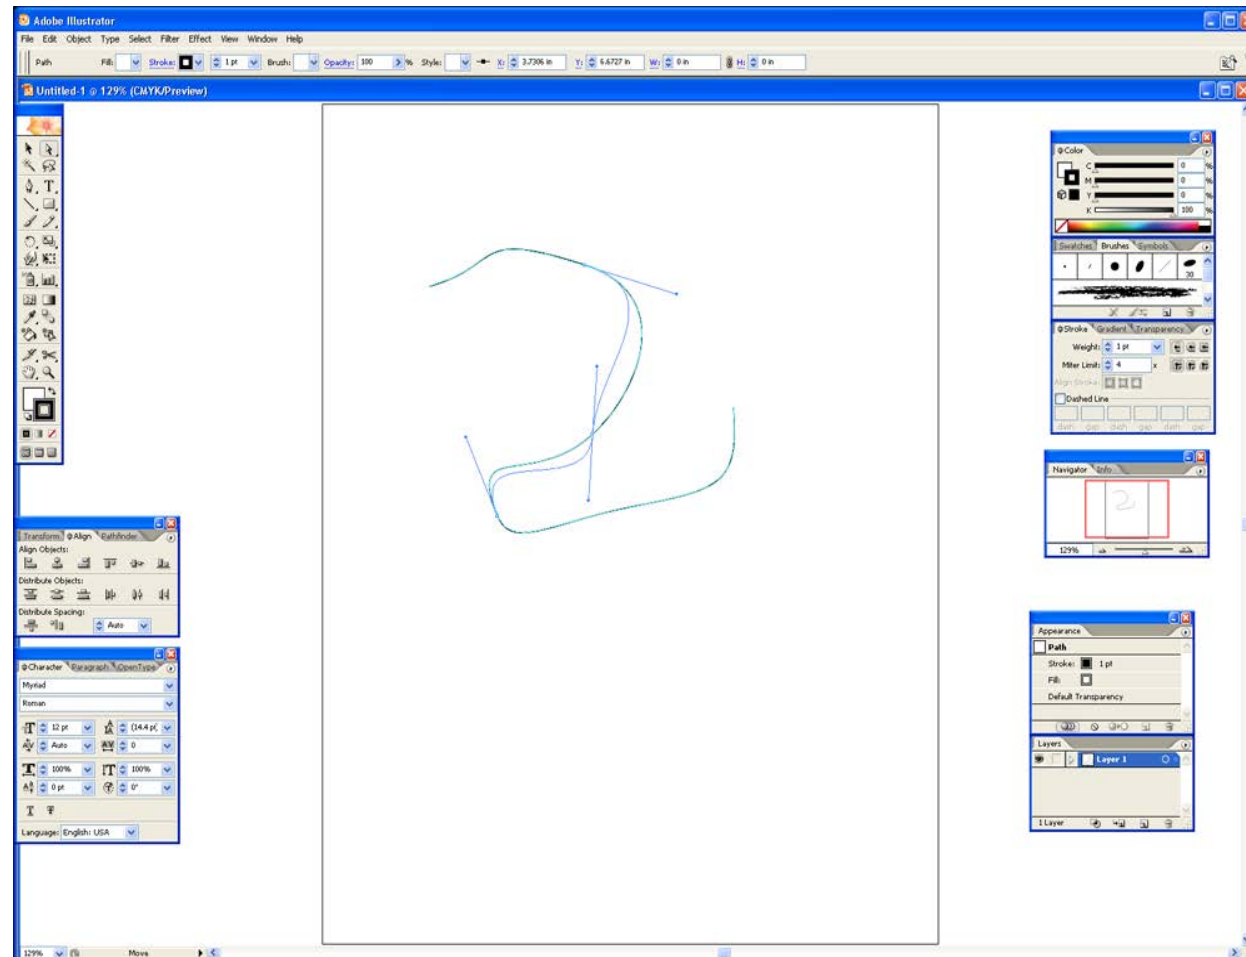 Adobe Illustrator
File Edit Object Type Select Filter Effect View Window Help
Path Fill: Stroke: 1 pt Brush: Opacity: 100 % Style: X: 3.7306 in Y: 6.6727 in W: 0 in H: 0 in
Untitled-1 @ 129% (CMYK/Preview)
Color
C 0 %
M 0 %
Y 0 %
K 100 %
Swatches Brushes Symbols
Stroke Gradient Transparency
Weight: 1 pt
Miter Limit: 4 x
Align Stroke:
Dashed Line
dash gap dash gap dash gap
Navigator Info
129%
Transform Align Pathfinder
Align Objects:
Distribute Objects:
Distribute Spacing:
Auto
Character Paragraph OpenType
Myriad
Roman
12 pt (14.4 pt
Auto 0
100% 100%
0 pt 0°
Language: English: USA
Appearance
Path
Stroke: 1 pt
Fill:
Default Transparency
Layers
Layer 1
1 Layer
129% Move